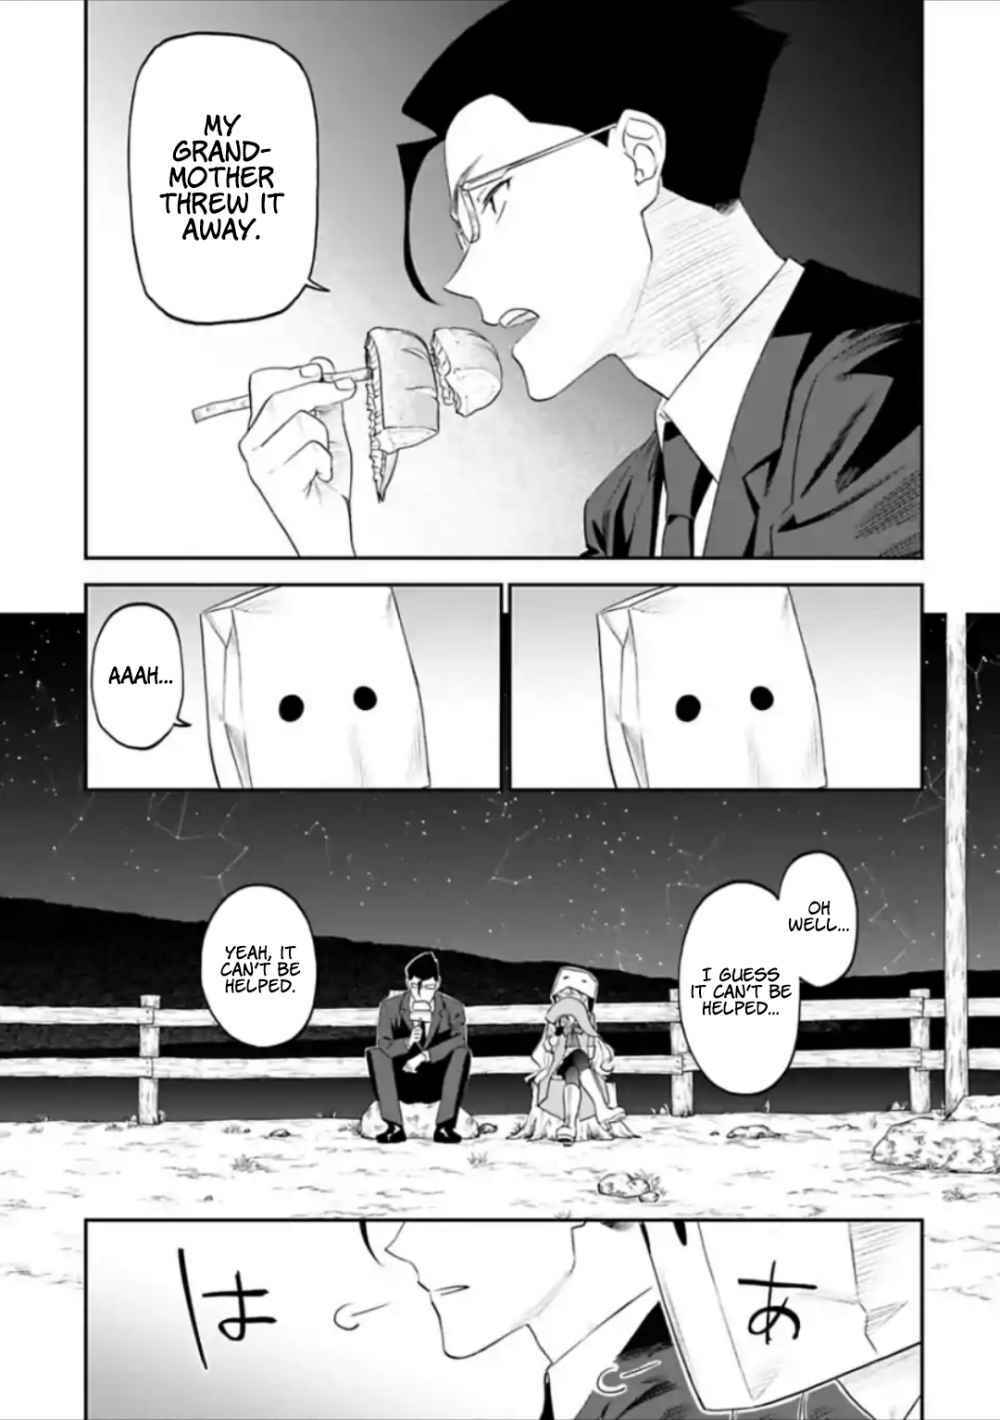 MY
GRAND-
MOTHER
THREW IT
AWAY.
AAAH...
OH
WELL...
I GUESS
IT CAN'T BE
HELPED...
YEAH, IT
CAN'T BE
HELPED.
は
あ